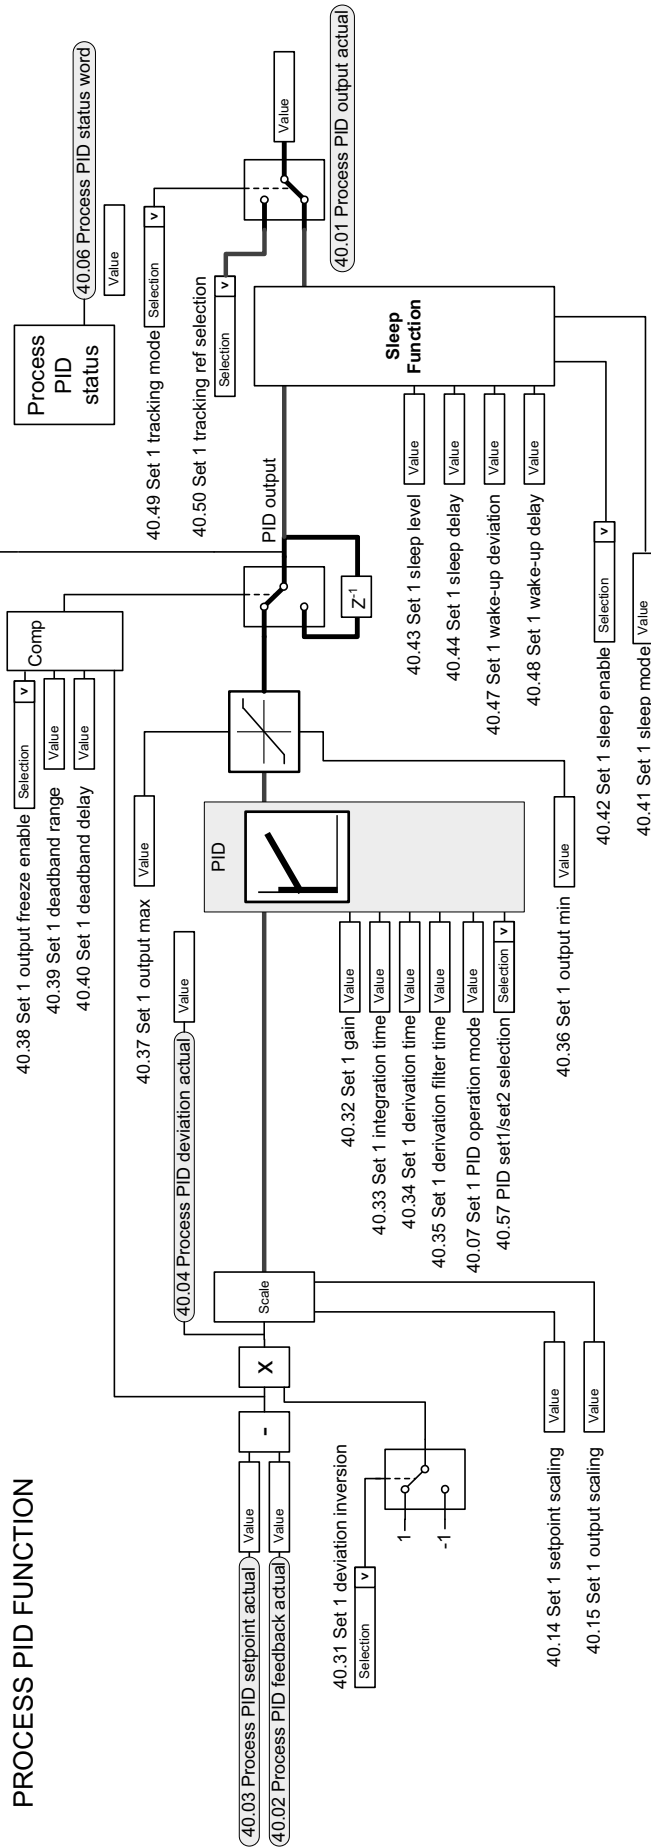 PROCESS PID FUNCTION
40.03 Process PID setpoint actual
Value
40.02 Process PID feedback actual
Value
-
X
40.31 Set 1 deviation inversion
Selection
v
1
-1
40.04 Process PID deviation actual
Value
Scale
40.14 Set 1 setpoint scaling
Value
40.15 Set 1 output scaling
Value
PID
40.32 Set 1 gain
Value
40.33 Set 1 integration time
Value
40.34 Set 1 derivation time
Value
40.35 Set 1 derivation filter time
Value
40.07 Set 1 PID operation mode
Value
40.57 PID set1/set2 selection
Selection
v
40.37 Set 1 output max
Value
40.36 Set 1 output min
Value
40.38 Set 1 output freeze enable
Selection
v
40.39 Set 1 deadband range
Value
40.40 Set 1 deadband delay
Value
Comp
Z-1
PID output
40.43 Set 1 sleep level
Value
40.44 Set 1 sleep delay
Value
40.47 Set 1 wake-up deviation
Value
40.48 Set 1 wake-up delay
Value
40.42 Set 1 sleep enable
Selection
v
40.41 Set 1 sleep mode
Value
Sleep
Function
40.49 Set 1 tracking mode
Selection
v
40.50 Set 1 tracking ref selection
Selection
v
Process
PID
status
40.06 Process PID status word
Value
Value
40.01 Process PID output actual